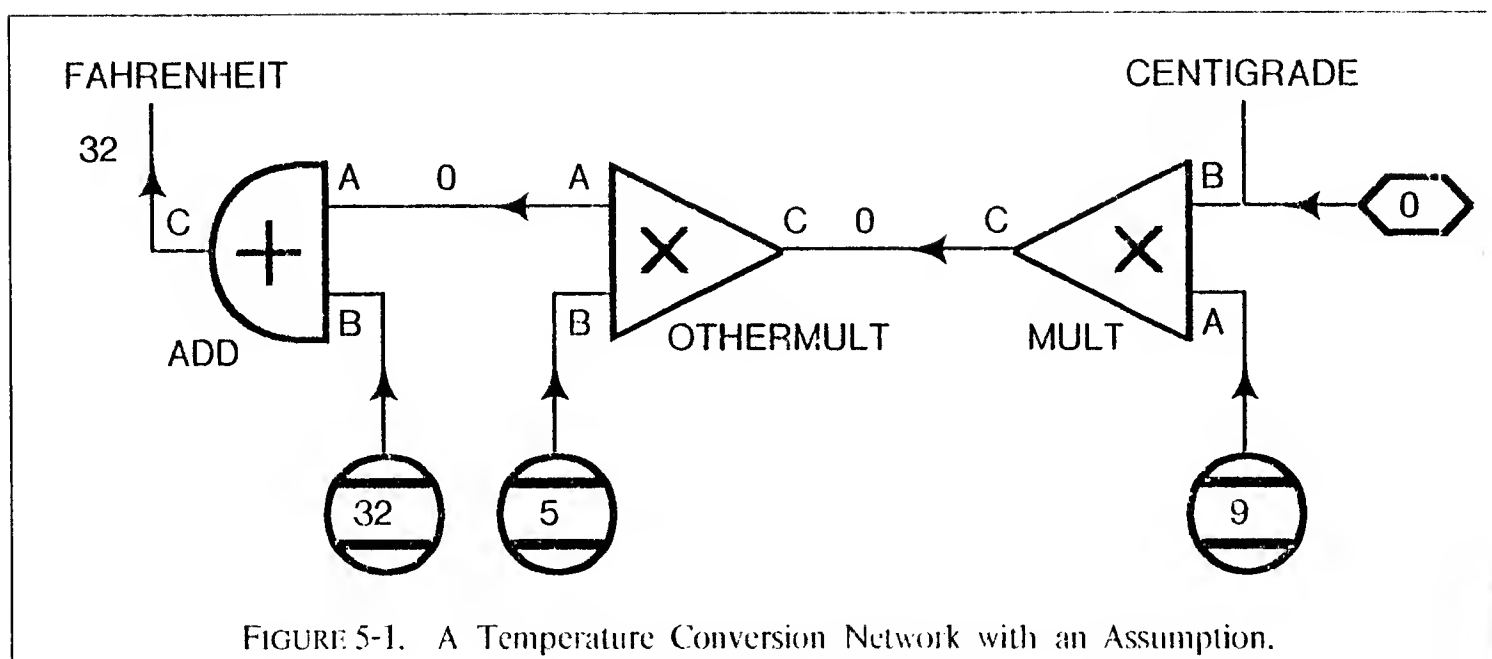 FAHRENHEIT
CENTIGRADE
32
A 0 A
B
C
C 0 C
0
B
B
A
ADD
OTHERMULT
MULT
32
5
9
FIGURE 5-1. A Temperature Conversion Network with an Assumption.